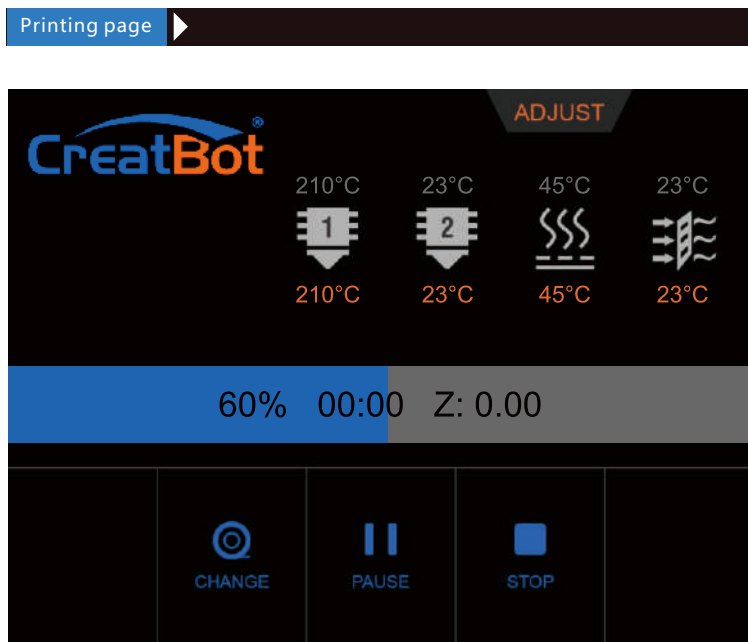 Printing page
ADJUST
CreatBot®
210°C 23°C 45°C 23°C
1 2
210°C 23°C 45°C 23°C
60% 00:00 Z: 0.00
CHANGE PAUSE STOP